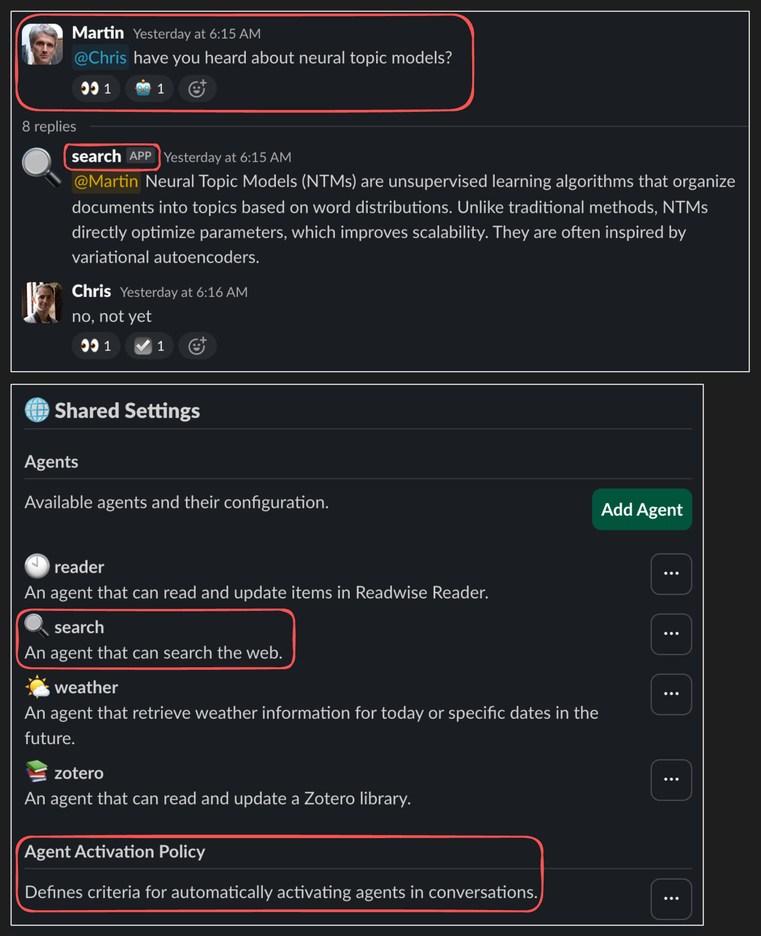 Martin Yesterday at 6:15 AM
@Chris have you heard about neural topic models?
1 1
8 replies
search APP Yesterday at 6:15 AM
@Martin Neural Topic Models (NTMs) are unsupervised learning algorithms that organize
documents into topics based on word distributions. Unlike traditional methods, NTMs
directly optimize parameters, which improves scalability. They are often inspired by
variational autoencoders.
Chris Yesterday at 6:16 AM
no, not yet
1 1
Shared Settings
Agents
Available agents and their configuration.
Add Agent
reader
An agent that can read and update items in Readwise Reader.
search
An agent that can search the web.
weather
An agent that retrieve weather information for today or specific dates in the
future.
zotero
An agent that can read and update a Zotero library.
Agent Activation Policy
Defines criteria for automatically activating agents in conversations.